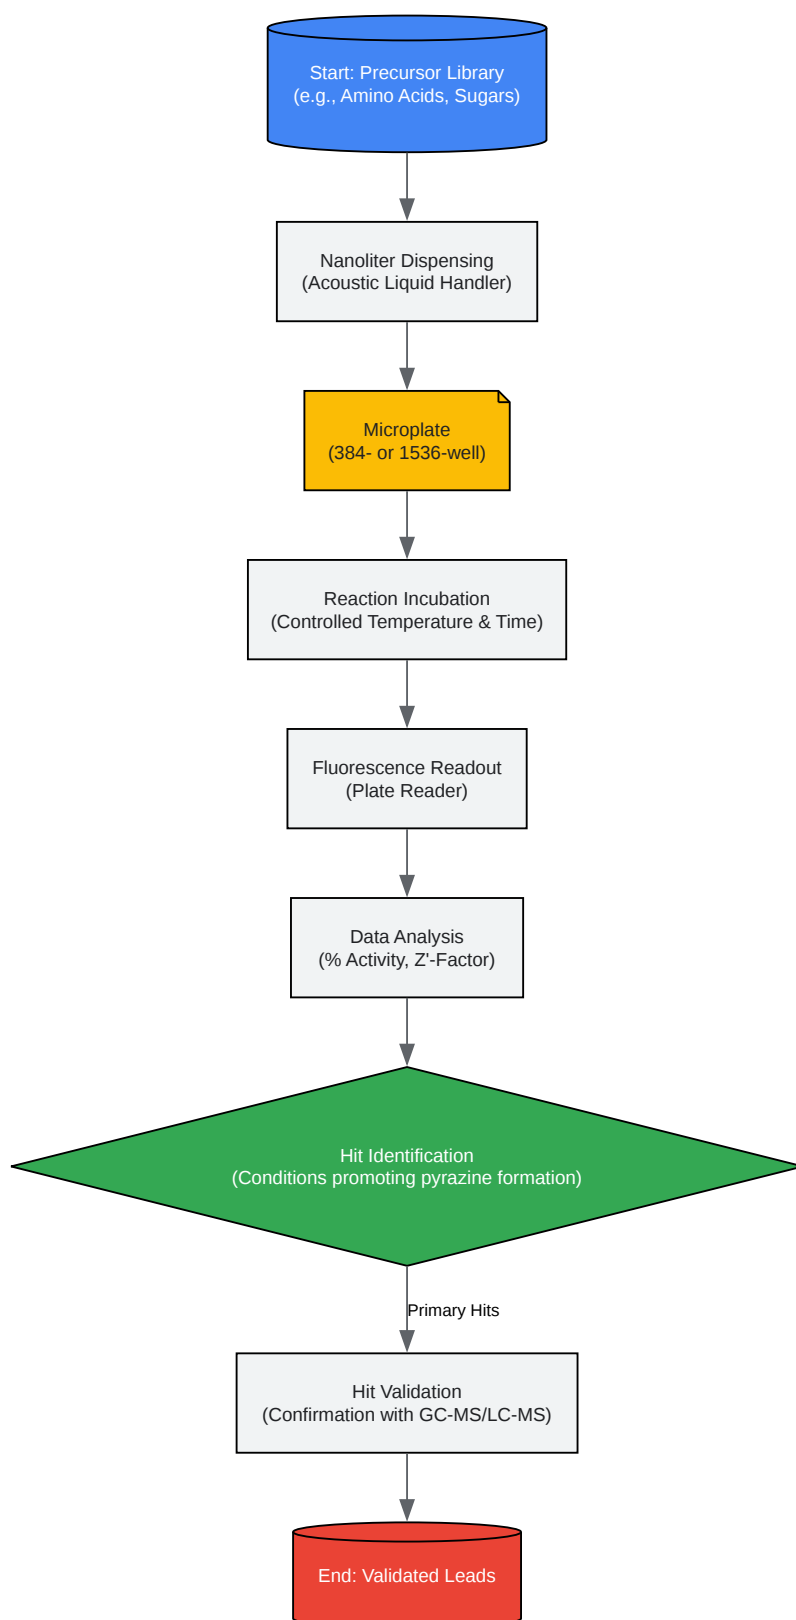 Start: Precursor Library
(e.g., Amino Acids, Sugars)
Nanoliter Dispensing
(Acoustic Liquid Handler)
Microplate
(384- or 1536-well)
Reaction Incubation
(Controlled Temperature & Time)
Fluorescence Readout
(Plate Reader)
Data Analysis
(% Activity, Z'-Factor)
Hit Identification
(Conditions promoting pyrazine formation)
Primary Hits
Hit Validation
(Confirmation with GC-MS/LC-MS)
End: Validated Leads